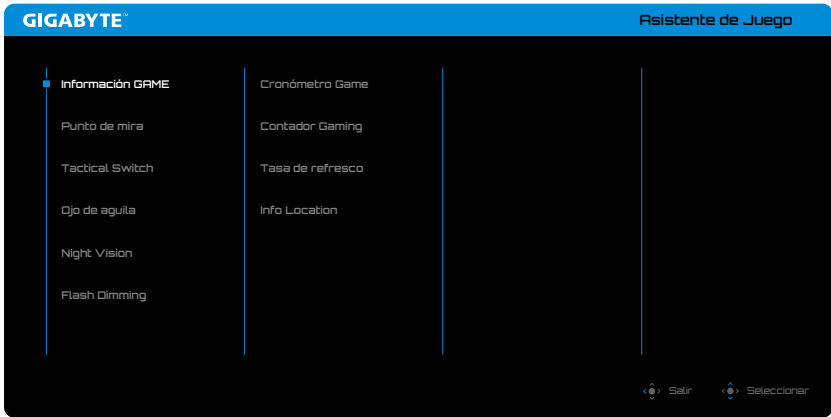 GIGABYTE™
Asistente de Juego
Información GAME
Punto de mira
Tactical Switch
Ojo de aguila
Night Vision
Flash Dimming
Cronómetro Game
Contador Gaming
Tasa de refresco
Info Location
Salir
Seleccionar